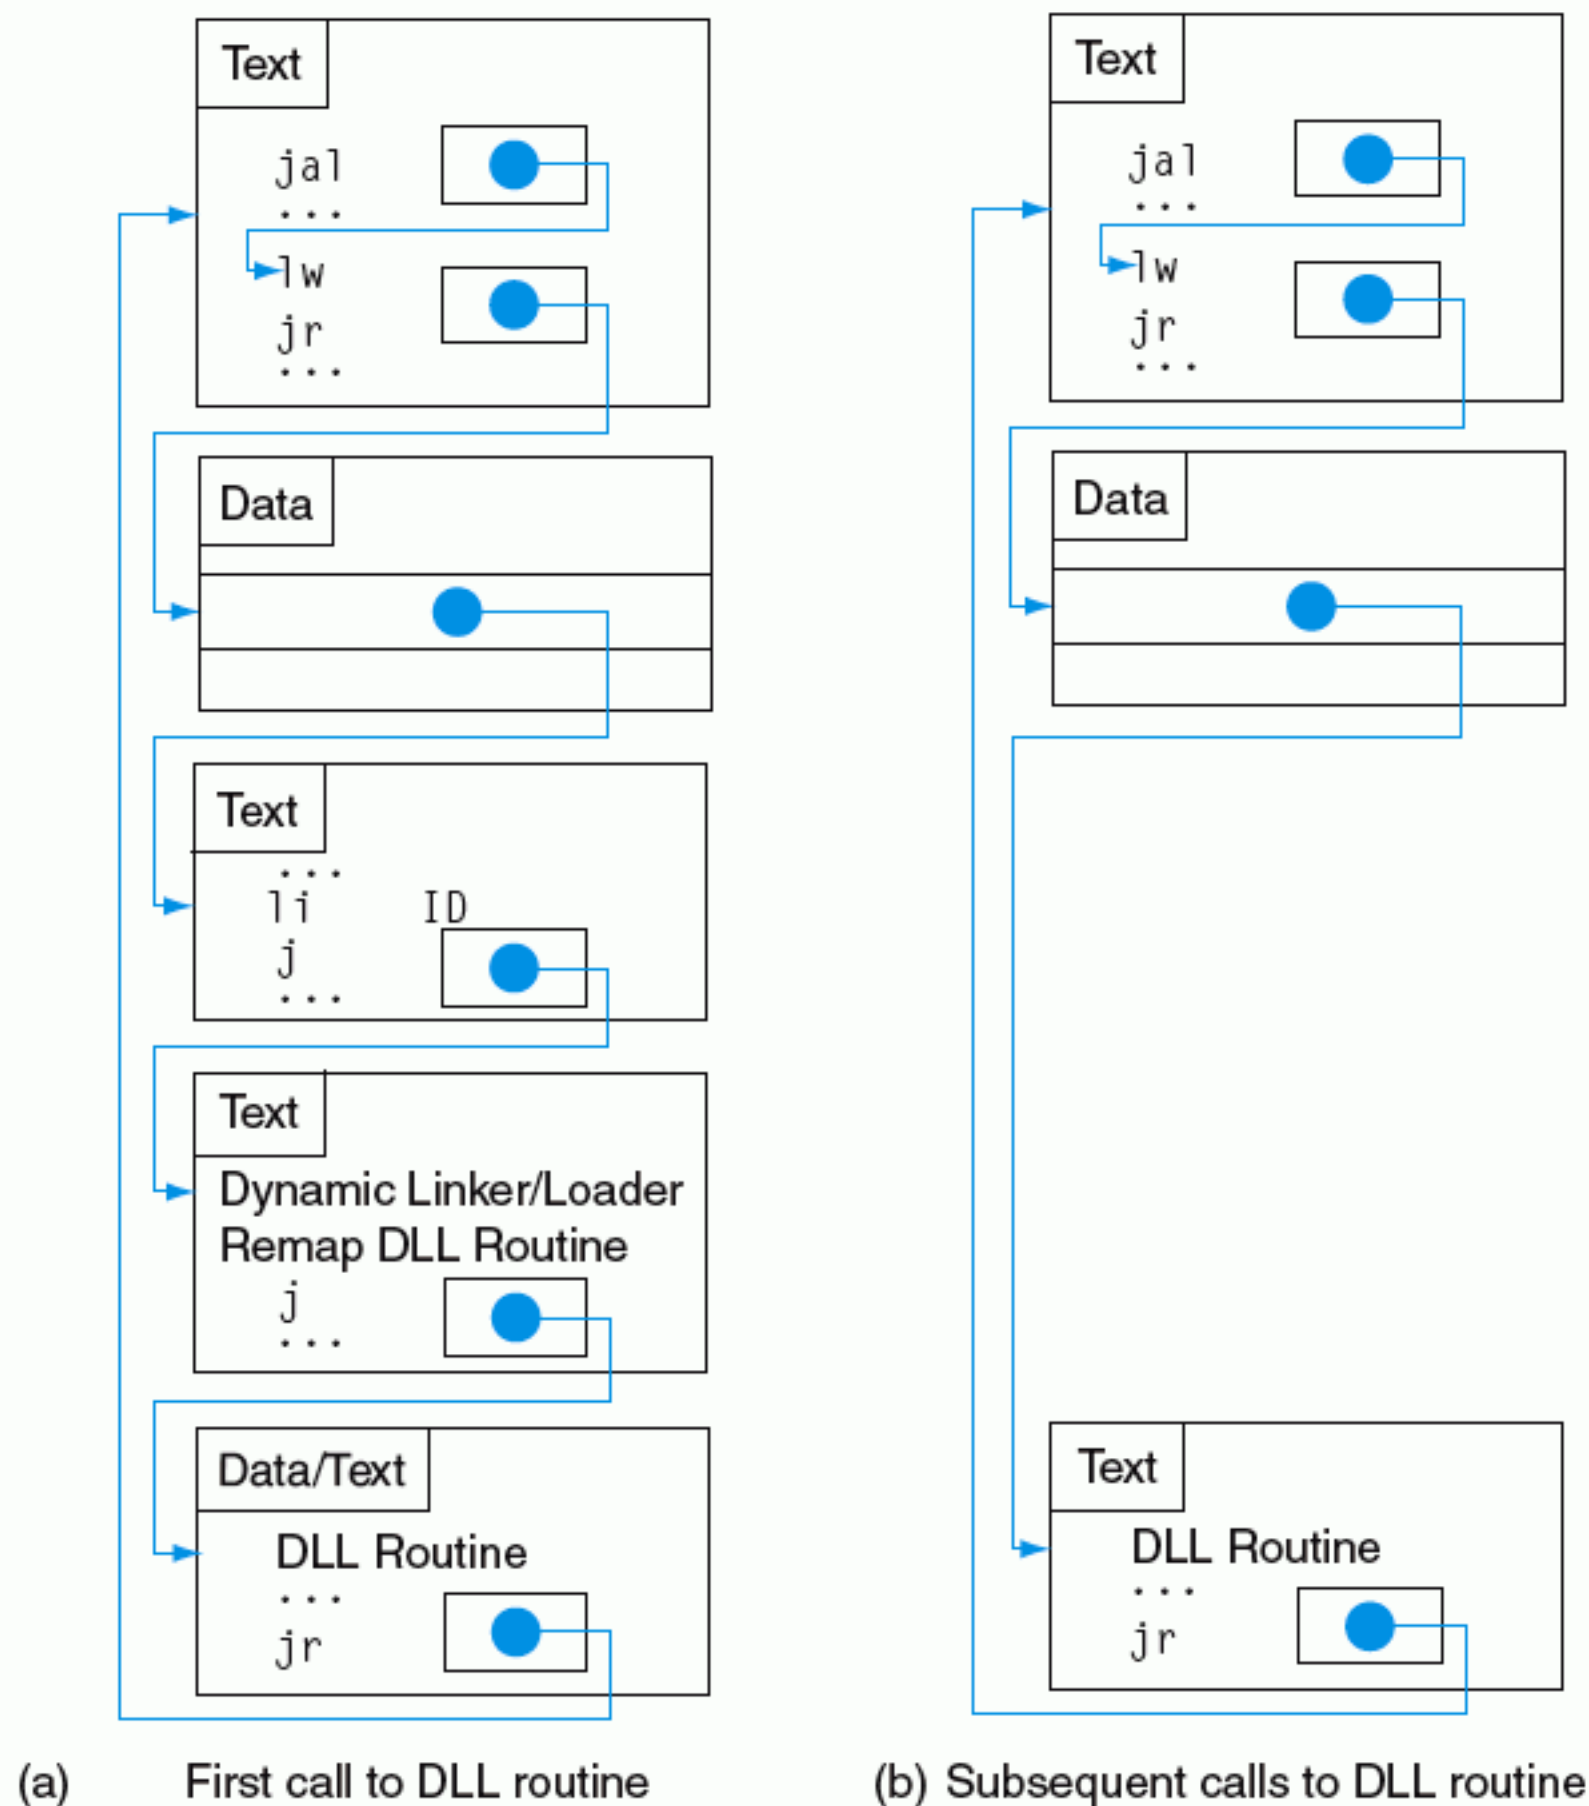 Text
jal
...
lw
jr
...
Data
Text
...
li ID
j
...
Text
Dynamic Linker/Loader
Remap DLL Routine
j
...
Data/Text
DLL Routine
...
jr
(a) First call to DLL routine
Text
jal
...
lw
jr
...
Data
Text
DLL Routine
...
jr
(b) Subsequent calls to DLL routine